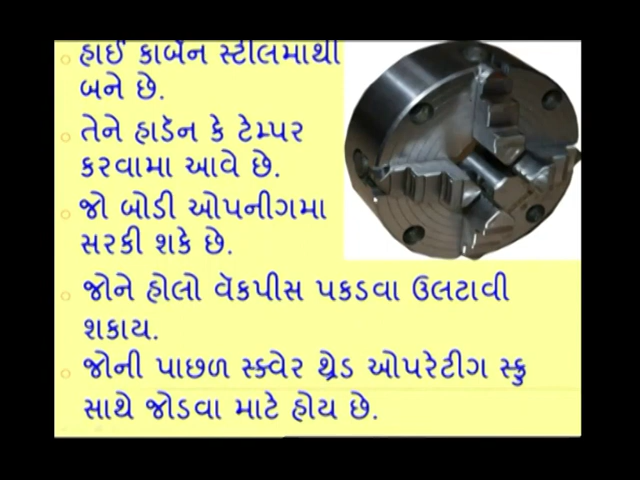 હાઈ કાર્બન સ્ટીલમાથી
બને છે.
તેને હાર્ડન કે ટેમ્પર
કરવામા આવે છે.
જો બોડી ઓપનીગમા
સરકી શકે છે.
જોને હોલો વૅકપીસ પકડવા ઉલટાવી
શકાય.
જોની પાછળ સ્ક્વેર થ્રેડ ઓપરેટીગ સ્ક્રુ
સાથે જોડવા માટે હોય છે.